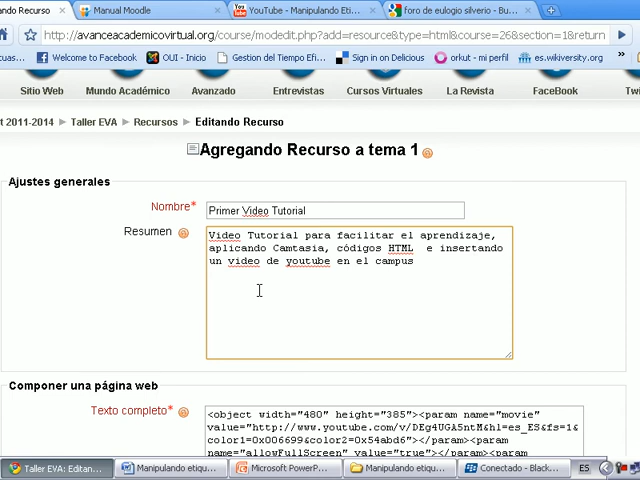 ando Recurso
Manual Moodle
YouTube - Manipulando Eti...
foro de eulogio silverio - Bu...
http://avanceacademicovirtual.org/course/modedit.php?add=resource&type=html&course=26&section=1&return
cuas...
Welcome to Facebook
OUI - Inicio
Gestion del Tiempo Efi...
Sign in on Delicious
orkut - mi perfil
es.wikiversity.org
»
Sitio Web
Mundo Académico
Avanzado
Entrevistas
Cursos Virtuales
La Revista
FaceBook
Twi
t 2011-2014 ► Taller EVA ► Recursos ► Editando Recurso
Agregando Recurso a tema 1
Ajustes generales
Nombre* Primer Video Tutorial
Resumen Video Tutorial para facilitar el aprendizaje,
aplicando Camtasia, códigos HTML e insertando
un video de youtube en el campus
Componer una página web
Texto completo* <object width="480" height="385"><param name="movie"
value="http://www.youtube.com/v/DEg4UGA5ntM&hl=es_ES&fs=1&
color1=0x006699&color2=0x54abd6"></param><param
name="allowFullScreen" value="true"></param><param
Taller EVA: Editan...
Manipulando etiqu...
Microsoft PowerP...
Manipulando etiqu...
Conectado - Black...
ES